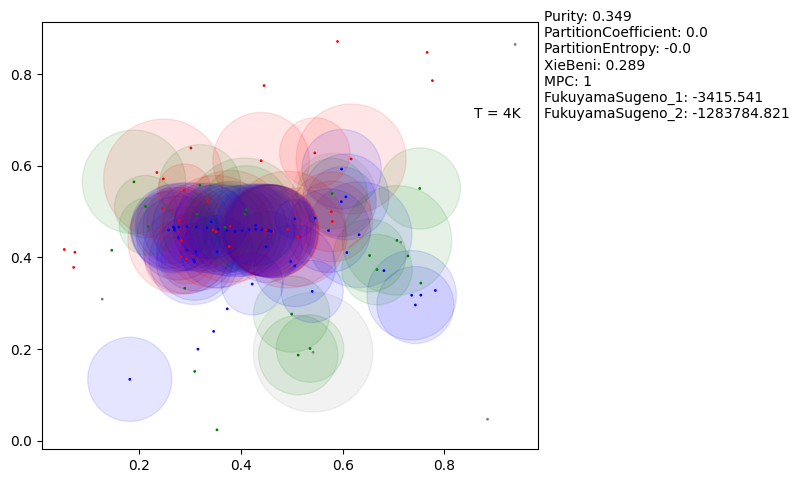 Purity: 0.349
PartitionCoefficient: 0.0
PartitionEntropy: -0.0
XieBeni: 0.289
MPC: 1
FukuyamaSugeno_1: -3415.541
FukuyamaSugeno_2: -1283784.821
T = 4K
0.8
0.6
0.4
0.2
0.0
0.2 0.4 0.6 0.8